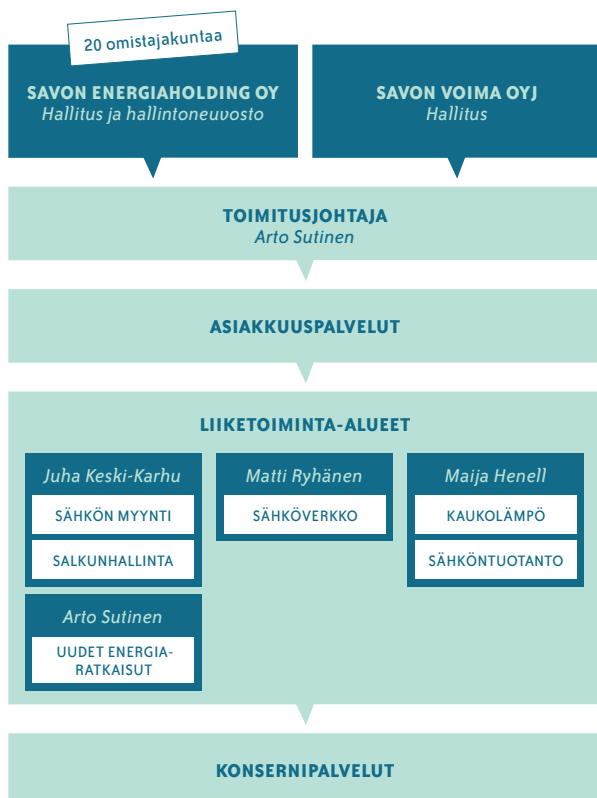 20 omistajakuntaa
SAVON ENERGIAHOLDING OY
Hallitus ja hallintoneuvosto
SAVON VOIMA OYJ
Hallitus
TOIMITUSJOHTAJA
Arto Sutinen
ASIAKKUUSPALVELUT
LIIKETOIMINTA-ALUEET
Juha Keski-Karhu
SÄHKÖN MYYNTI
SALKUNHALLINTA
Matti Ryhänen
SÄHKÖVERKKO
Maija Henell
KAUKOLÄMPÖ
SÄHKÖNTUOTANTO
Arto Sutinen
UUDET ENERGIA-
RATKAISUT
KONSERNIPALVELUT